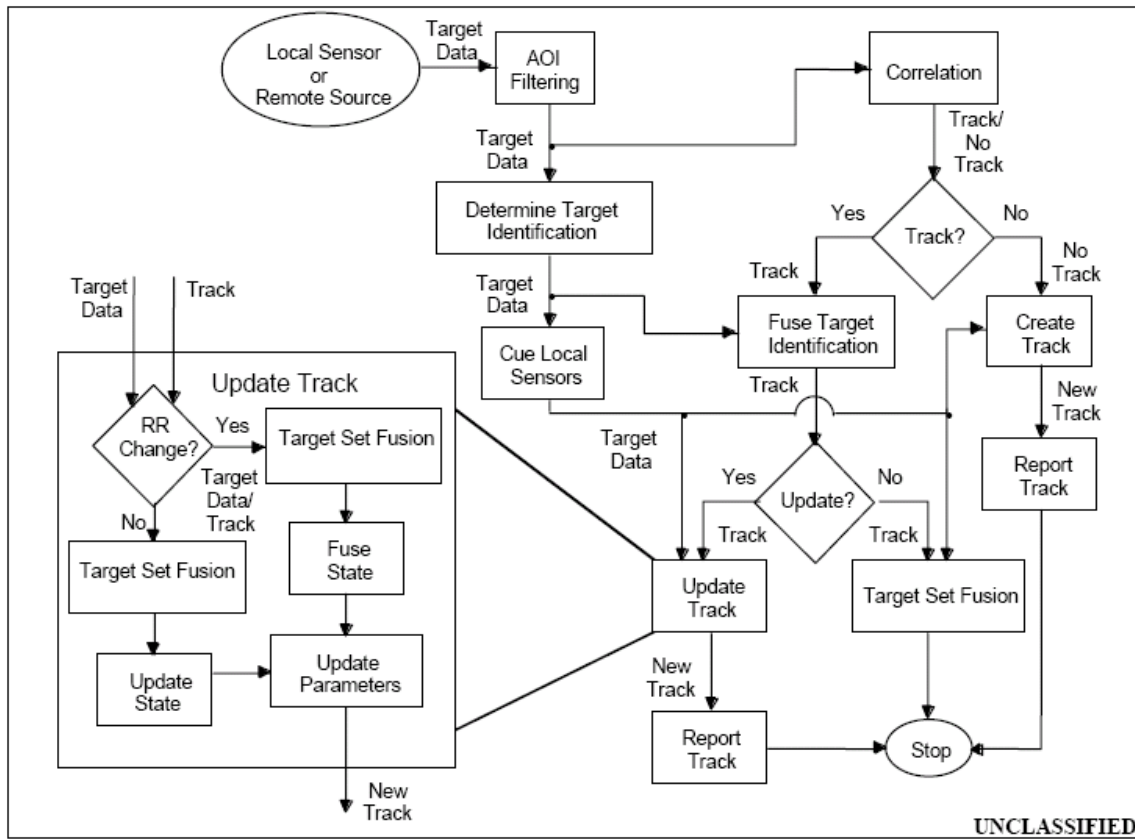 Local Sensor
or
Remote Source
Target
Data
AOI
Filtering
Correlation
Target
Data
Track/
No
Track
Determine Target
Identification
Yes
Track?
No
Target
Data
Track
No
Track
Target
Data
Track
Cue Local
Sensors
Fuse Target
Identification
Create
Track
Track
New
Track
Target
Data
Report
Track
Yes
Update?
No
Track
Track
Update
Track
Target Set Fusion
New
Track
Report
Track
Stop
Update Track
RR
Change?
Yes
Target Set Fusion
Target
Data/
Track
No
Target Set Fusion
Fuse
State
Update
State
Update
Parameters
New
Track
UNCLASSIFIED